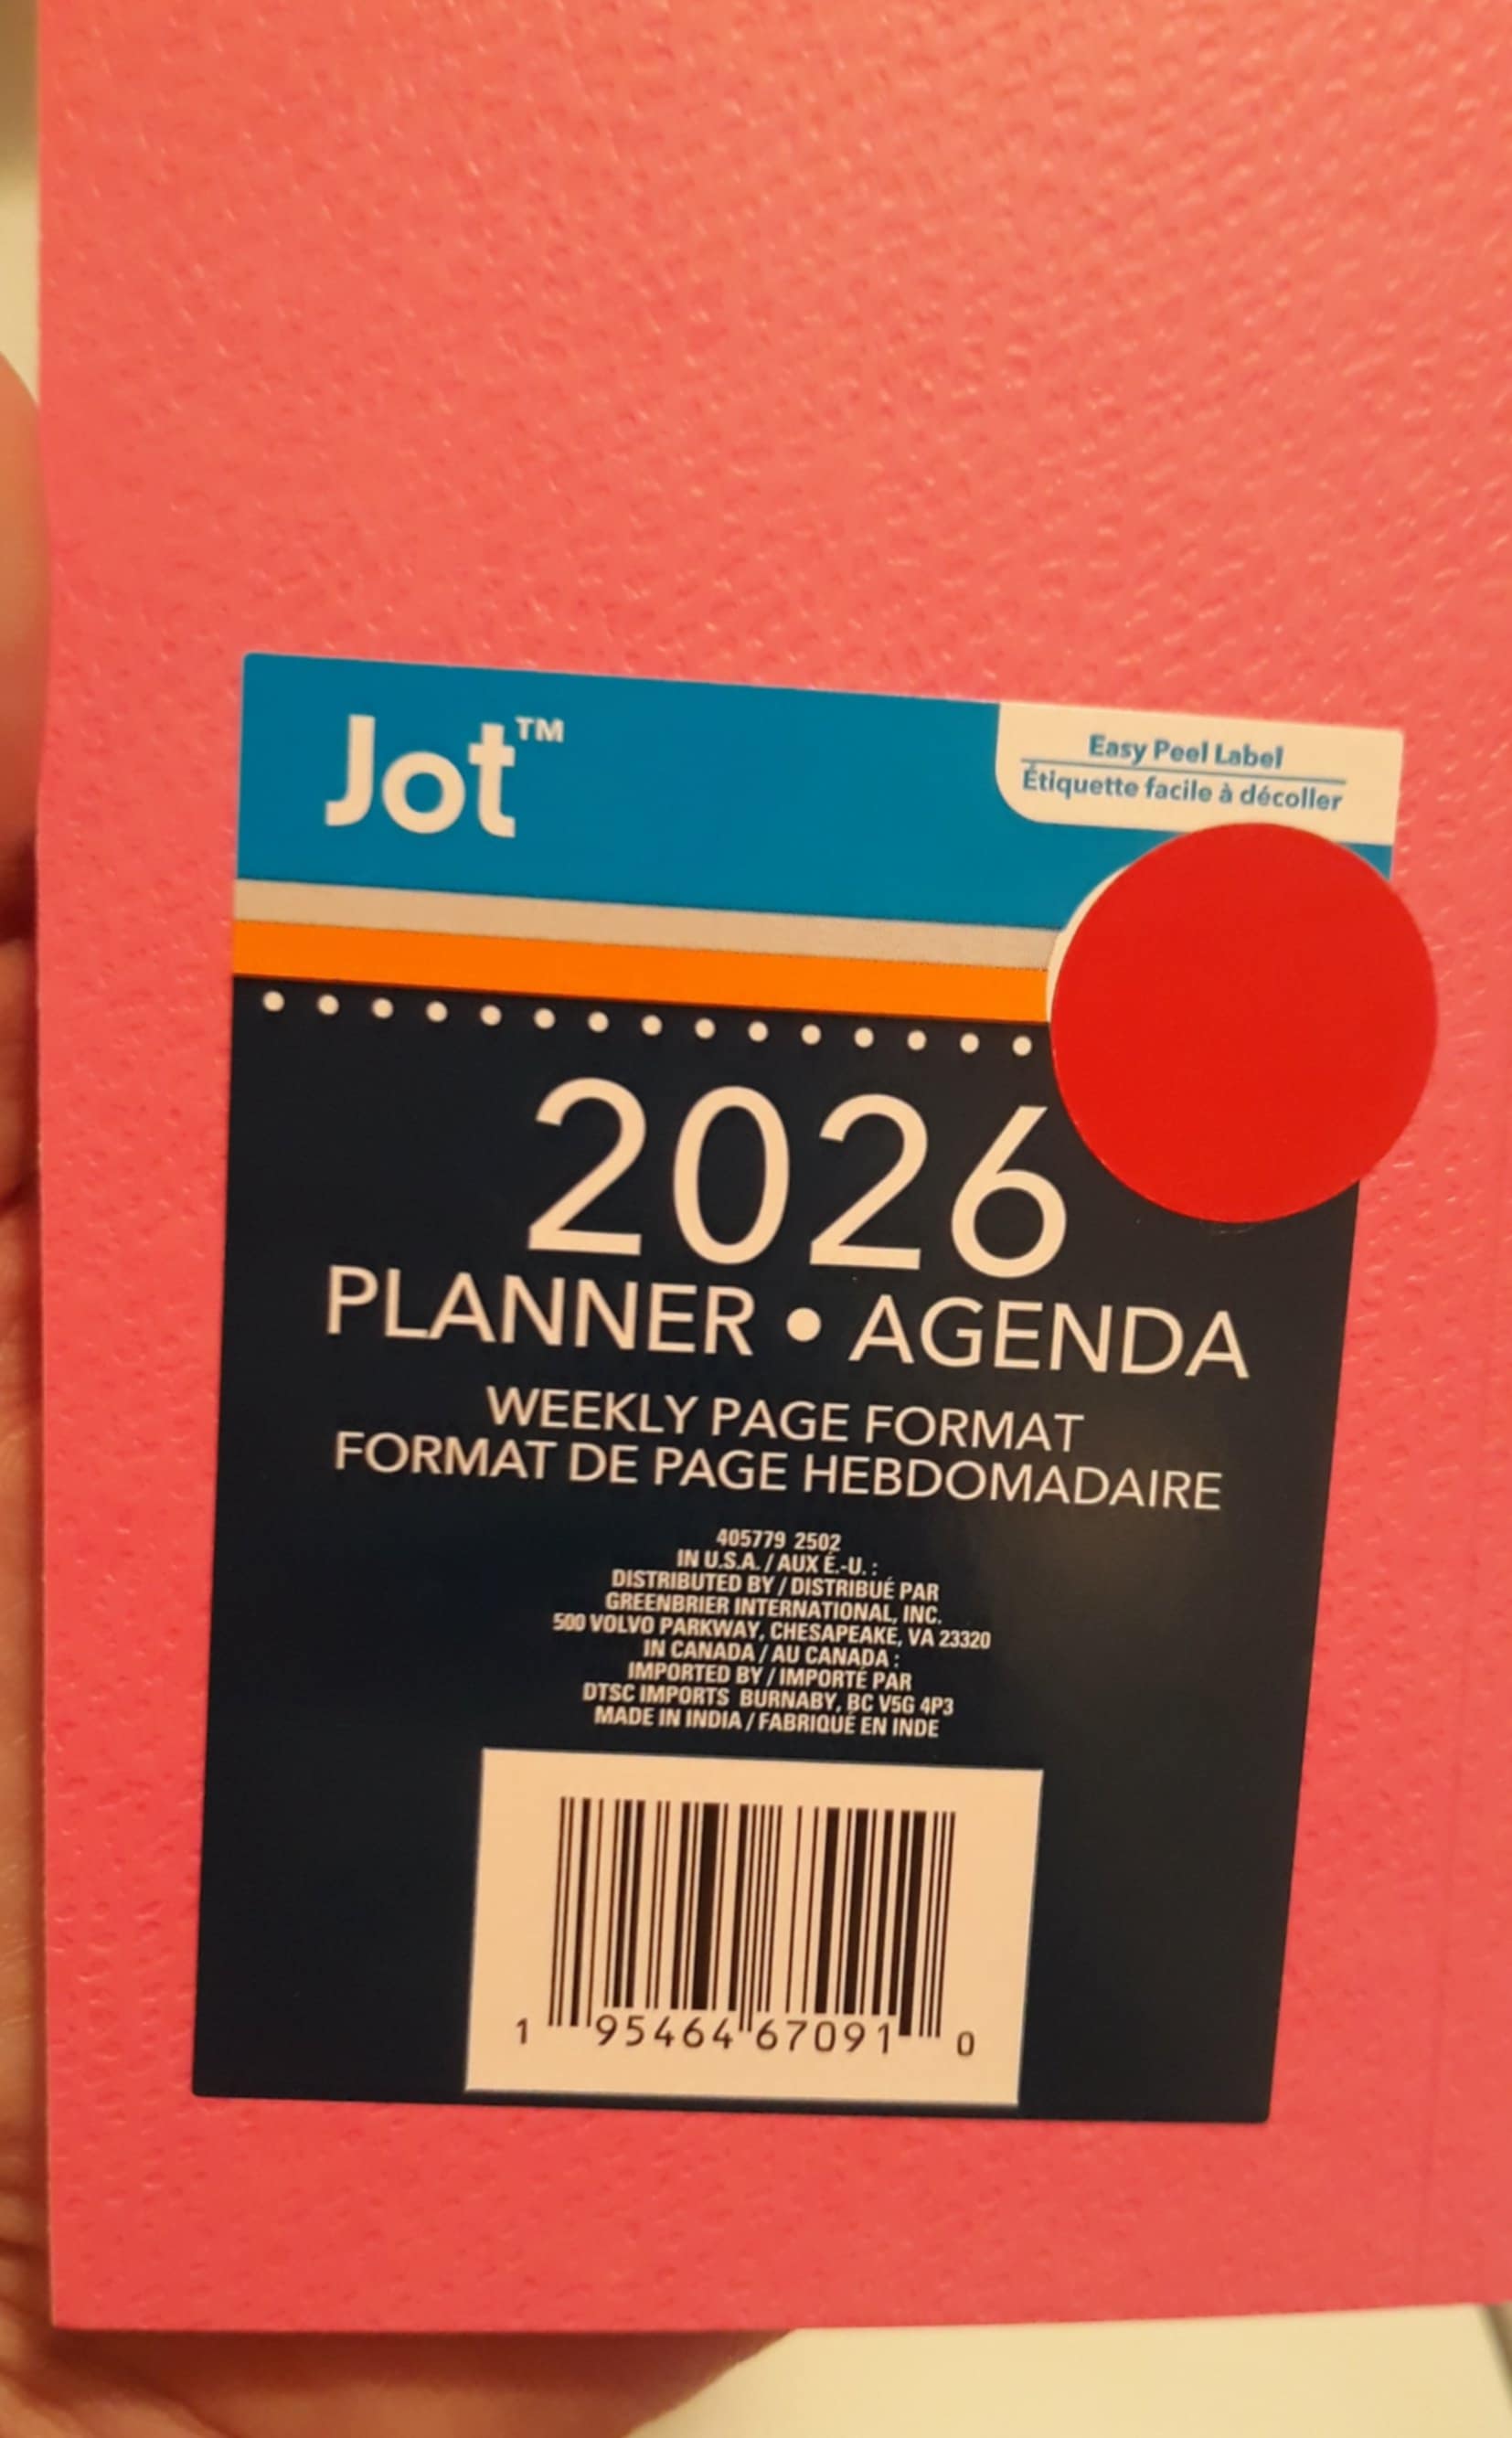 Jot™
Easy Peel Label
Étiquette facile à décoller
2026
PLANNER • AGENDA
WEEKLY PAGE FORMAT
FORMAT DE PAGE HEBDOMADAIRE
405779 2502
IN U.S.A. / AUX É.-U. :
DISTRIBUTED BY / DISTRIBUÉ PAR
GREENBRIER INTERNATIONAL, INC.
500 VOLVO PARKWAY, CHESAPEAKE, VA 23320
IN CANADA / AU CANADA :
IMPORTED BY / IMPORTÉ PAR
DTSC IMPORTS BURNABY, BC V5G 4P3
MADE IN INDIA / FABRIQUÉ EN INDE
1 95464 67091 0